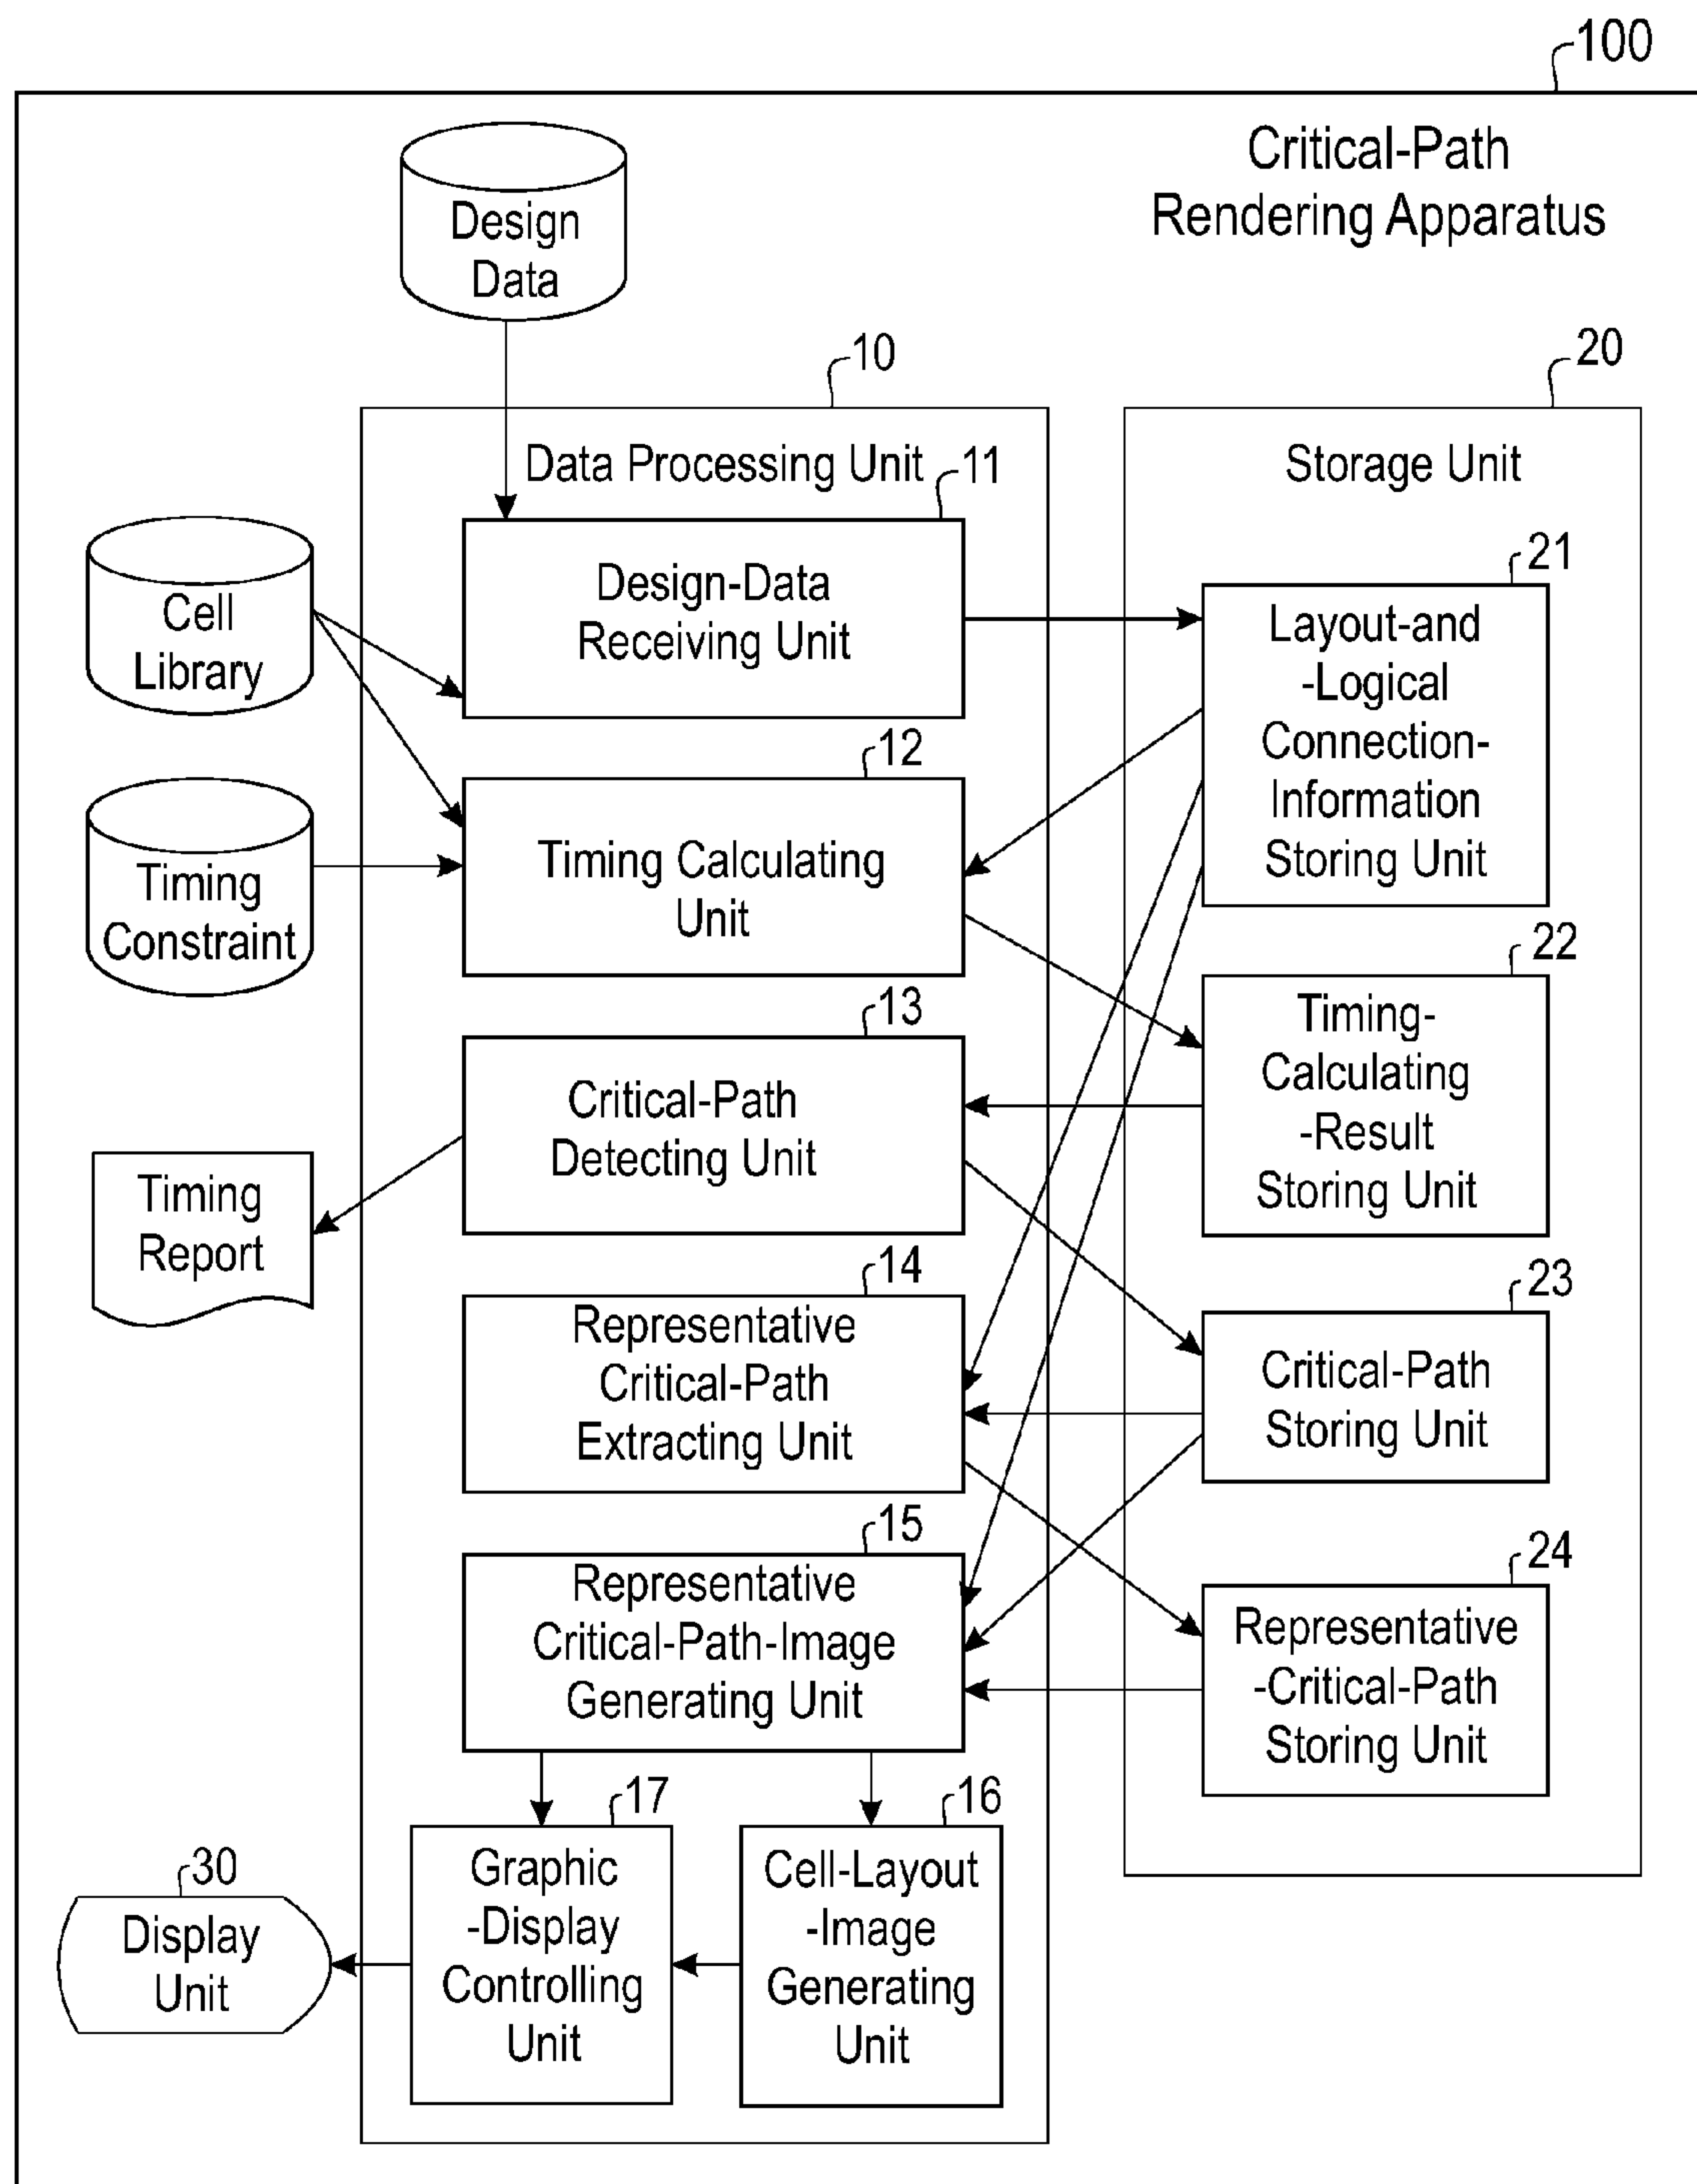 100
Critical-Path
Rendering Apparatus
Design
Data
10
20
Data Processing Unit
11
Storage Unit
Cell
Library
Design-Data
Receiving Unit
21
Layout-and
-Logical
Connection-
Information
Storing Unit
12
Timing
Constraint
Timing Calculating
Unit
22
Timing-
Calculating
-Result
Storing Unit
13
Critical-Path
Detecting Unit
Timing
Report
14
Representative
Critical-Path
Extracting Unit
23
Critical-Path
Storing Unit
15
Representative
Critical-Path-Image
Generating Unit
24
Representative
-Critical-Path
Storing Unit
17
Graphic
-Display
Controlling
Unit
16
Cell-Layout
-Image
Generating
Unit
30
Display
Unit